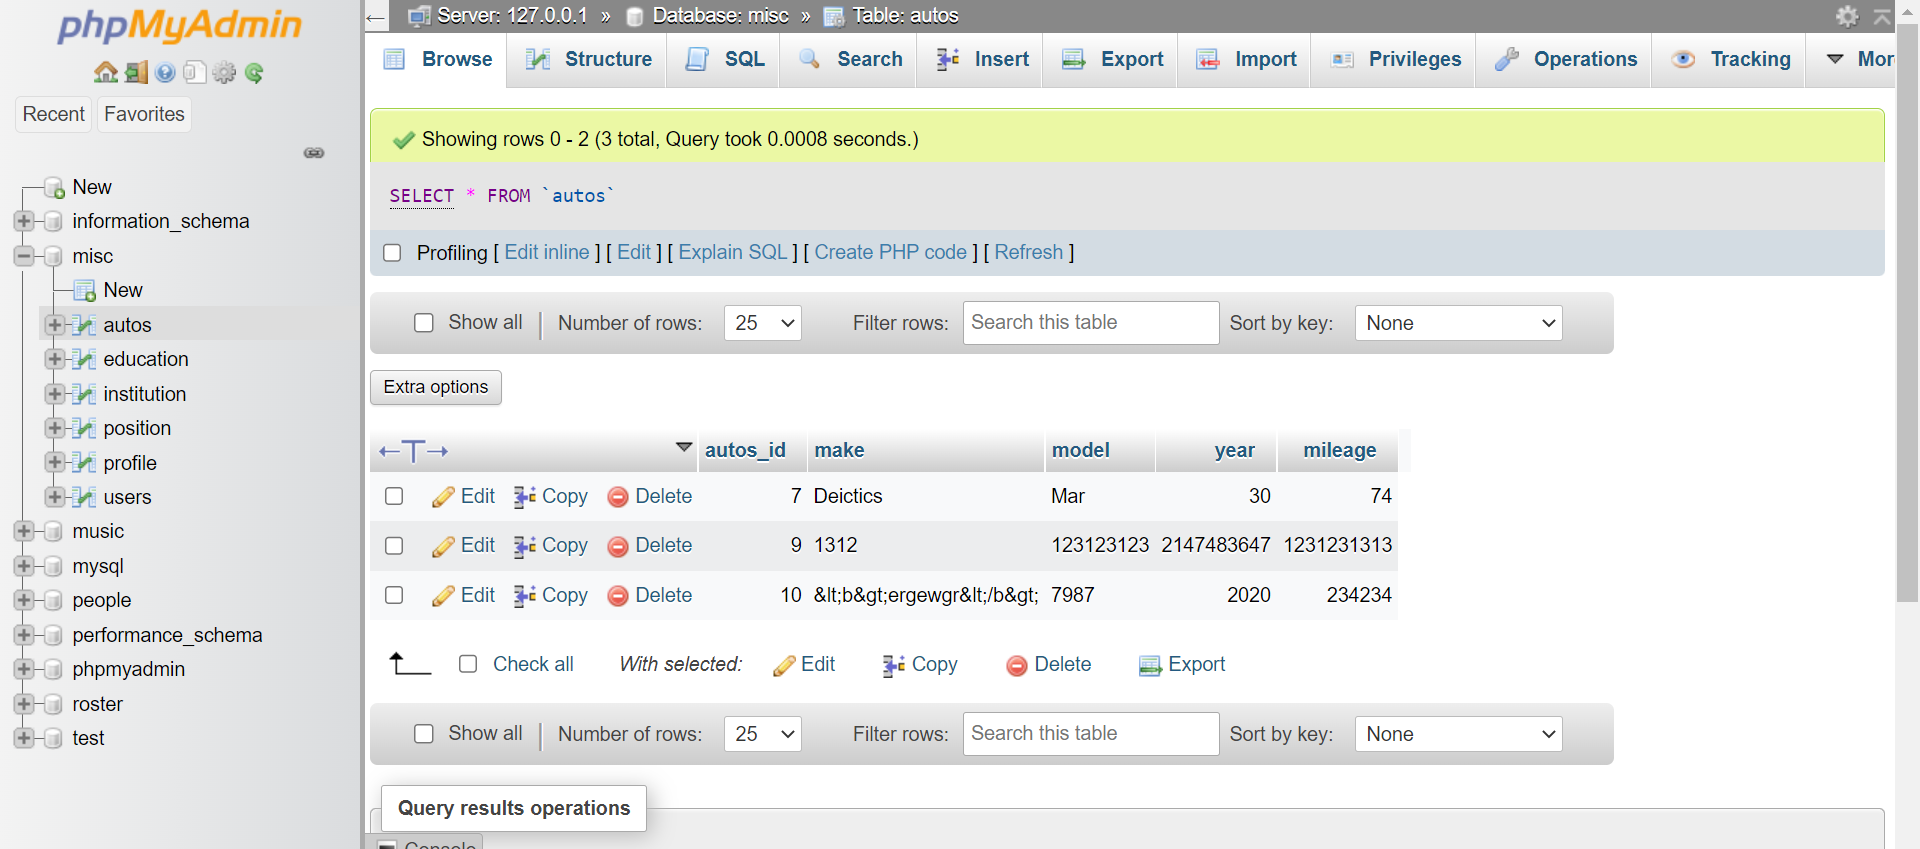 phpMyAdmin
Recent Favorites
New
information_schema
misc
New
autos
education
institution
position
profile
users
music
mysql
people
performance_schema
phpmyadmin
roster
test
Server: 127.0.0.1 » Database: misc » Table: autos
Browse Structure SQL Search Insert Export Import Privileges Operations Tracking Mor
Showing rows 0 - 2 (3 total, Query took 0.0008 seconds.)
SELECT * FROM `autos`
Profiling [ Edit inline ] [ Edit ] [ Explain SQL ] [ Create PHP code ] [ Refresh ]
Show all Number of rows: 25 Filter rows: Search this table Sort by key: None
Extra options
←T→ autos_id make model year mileage
Edit Copy Delete 7 Deictics Mar 30 74
Edit Copy Delete 9 1312 123123123 2147483647 1231231313
Edit Copy Delete 10 &lt;b&gt;ergewgr&lt;/b&gt; 7987 2020 234234
Check all With selected: Edit Copy Delete Export
Show all Number of rows: 25 Filter rows: Search this table Sort by key: None
Query results operations
Console